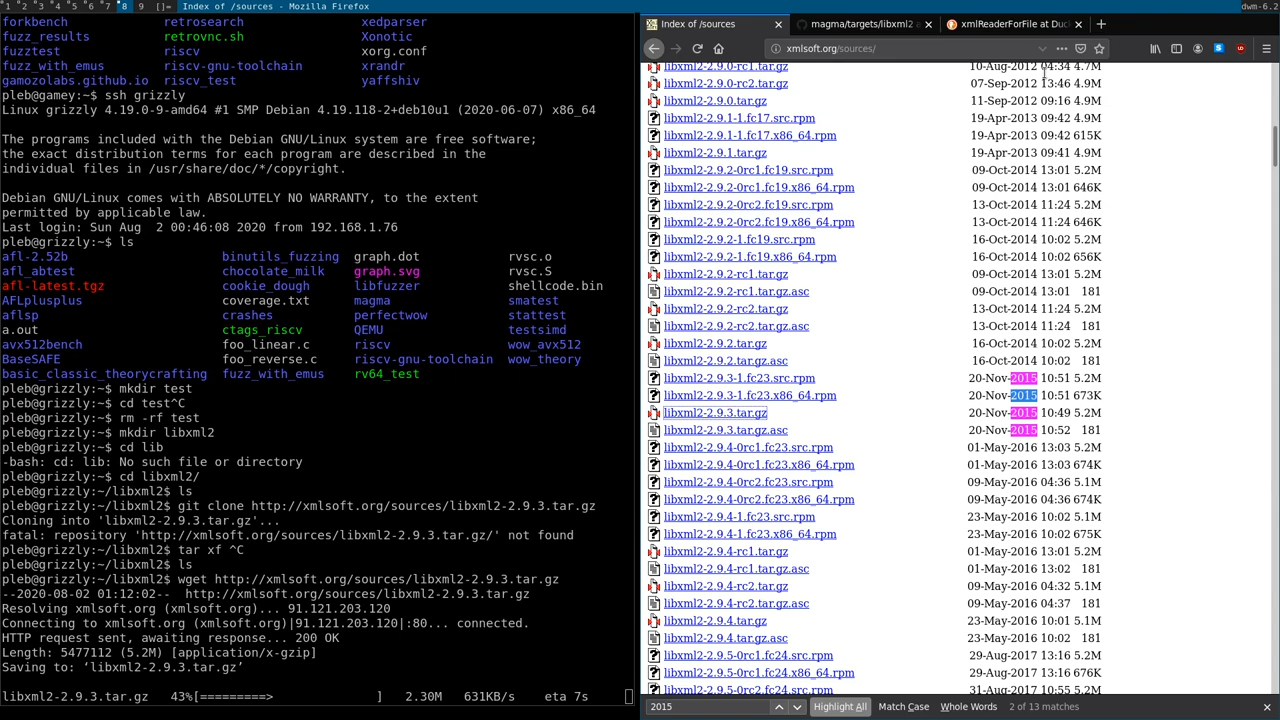 *1 *2 *3 *4 *5 *6 *7 *8 *9 []= Index of /sources - Mozilla Firefox dwm-6.2
forkbench retrosearch xedparser
fuzz_results retrovnc.sh Xonotic
fuzztest riscv xorg.conf
fuzz_with_emus riscv-gnu-toolchain xrandr
gamozolabs.github.io riscv_test yaffshiv
pleb@gamey:~$ ssh grizzly
Linux grizzly 4.19.0-9-amd64 #1 SMP Debian 4.19.118-2+deb10u1 (2020-06-07) x86_64
The programs included with the Debian GNU/Linux system are free software;
the exact distribution terms for each program are described in the
individual files in /usr/share/doc/*/copyright.
Debian GNU/Linux comes with ABSOLUTELY NO WARRANTY, to the extent
permitted by applicable law.
Last login: Sun Aug  2 00:46:08 2020 from 192.168.1.76
pleb@grizzly:~$ ls
afl-2.52b binutils_fuzzing graph.dot rvsc.o
afl_abtest chocolate_milk graph.svg rvsc.S
afl-latest.tgz cookie_dough libfuzzer shellcode.bin
AFLplusplus coverage.txt magma smatest
aflsp crashes perfectwow stattest
a.out ctags_riscv QEMU testsimd
avx512bench foo_linear.c riscv wow_avx512
BaseSAFE foo_reverse.c riscv-gnu-toolchain wow_theory
basic_classic_theorycrafting fuzz_with_emus rv64_test
pleb@grizzly:~$ mkdir test
pleb@grizzly:~$ cd test^C
pleb@grizzly:~$ rm -rf test
pleb@grizzly:~$ mkdir libxml2
pleb@grizzly:~$ cd lib
-bash: cd: lib: No such file or directory
pleb@grizzly:~$ cd libxml2/
pleb@grizzly:~/libxml2$ ls
pleb@grizzly:~/libxml2$ git clone http://xmlsoft.org/sources/libxml2-2.9.3.tar.gz
Cloning into 'libxml2-2.9.3.tar.gz'...
fatal: repository 'http://xmlsoft.org/sources/libxml2-2.9.3.tar.gz/' not found
pleb@grizzly:~/libxml2$ tar xf ^C
pleb@grizzly:~/libxml2$ ls
pleb@grizzly:~/libxml2$ wget http://xmlsoft.org/sources/libxml2-2.9.3.tar.gz
--2020-08-02 01:12:02--  http://xmlsoft.org/sources/libxml2-2.9.3.tar.gz
Resolving xmlsoft.org (xmlsoft.org)... 91.121.203.120
Connecting to xmlsoft.org (xmlsoft.org)|91.121.203.120|:80... connected.
HTTP request sent, awaiting response... 200 OK
Length: 5477112 (5.2M) [application/x-gzip]
Saving to: ‘libxml2-2.9.3.tar.gz’
libxml2-2.9.3.tar.gz 43%[=========> ] 2.30M 631KB/s eta 7s
Index of /sources magma/targets/libxml2 a xmlReaderForFile at Duc
xmlsoft.org/sources/
libxml2-2.9.0-rc1.tar.gz 10-Aug-2012 04:34 4.7M
libxml2-2.9.0-rc2.tar.gz 07-Sep-2012 13:46 4.9M
libxml2-2.9.0.tar.gz 11-Sep-2012 09:16 4.9M
libxml2-2.9.1-1.fc17.src.rpm 19-Apr-2013 09:42 4.9M
libxml2-2.9.1-1.fc17.x86_64.rpm 19-Apr-2013 09:42 615K
libxml2-2.9.1.tar.gz 19-Apr-2013 09:41 4.9M
libxml2-2.9.2-0rc1.fc19.src.rpm 09-Oct-2014 13:01 5.2M
libxml2-2.9.2-0rc1.fc19.x86_64.rpm 09-Oct-2014 13:01 646K
libxml2-2.9.2-0rc2.fc19.src.rpm 13-Oct-2014 11:24 5.2M
libxml2-2.9.2-0rc2.fc19.x86_64.rpm 13-Oct-2014 11:24 646K
libxml2-2.9.2-1.fc19.src.rpm 16-Oct-2014 10:02 5.2M
libxml2-2.9.2-1.fc19.x86_64.rpm 16-Oct-2014 10:02 656K
libxml2-2.9.2-rc1.tar.gz 09-Oct-2014 13:01 5.2M
libxml2-2.9.2-rc1.tar.gz.asc 09-Oct-2014 13:01 181
libxml2-2.9.2-rc2.tar.gz 13-Oct-2014 11:24 5.2M
libxml2-2.9.2-rc2.tar.gz.asc 13-Oct-2014 11:24 181
libxml2-2.9.2.tar.gz 16-Oct-2014 10:02 5.2M
libxml2-2.9.2.tar.gz.asc 16-Oct-2014 10:02 181
libxml2-2.9.3-1.fc23.src.rpm 20-Nov-2015 10:51 5.2M
libxml2-2.9.3-1.fc23.x86_64.rpm 20-Nov-2015 10:51 673K
libxml2-2.9.3.tar.gz 20-Nov-2015 10:49 5.2M
libxml2-2.9.3.tar.gz.asc 20-Nov-2015 10:52 181
libxml2-2.9.4-0rc1.fc23.src.rpm 01-May-2016 13:03 5.2M
libxml2-2.9.4-0rc1.fc23.x86_64.rpm 01-May-2016 13:03 674K
libxml2-2.9.4-0rc2.fc23.src.rpm 09-May-2016 04:36 5.1M
libxml2-2.9.4-0rc2.fc23.x86_64.rpm 09-May-2016 04:36 674K
libxml2-2.9.4-1.fc23.src.rpm 23-May-2016 10:02 5.1M
libxml2-2.9.4-1.fc23.x86_64.rpm 23-May-2016 10:02 675K
libxml2-2.9.4-rc1.tar.gz 01-May-2016 13:01 5.2M
libxml2-2.9.4-rc1.tar.gz.asc 01-May-2016 13:02 181
libxml2-2.9.4-rc2.tar.gz 09-May-2016 04:32 5.1M
libxml2-2.9.4-rc2.tar.gz.asc 09-May-2016 04:37 181
libxml2-2.9.4.tar.gz 23-May-2016 10:01 5.1M
libxml2-2.9.4.tar.gz.asc 23-May-2016 10:02 181
libxml2-2.9.5-0rc1.fc24.src.rpm 29-Aug-2017 13:16 5.2M
libxml2-2.9.5-0rc1.fc24.x86_64.rpm 29-Aug-2017 13:16 676K
libxml2-2.9.5-0rc2.fc24.src.rpm 31-Aug-2017 10:55 5.2M
2015 Highlight All Match Case Whole Words 2 of 13 matches